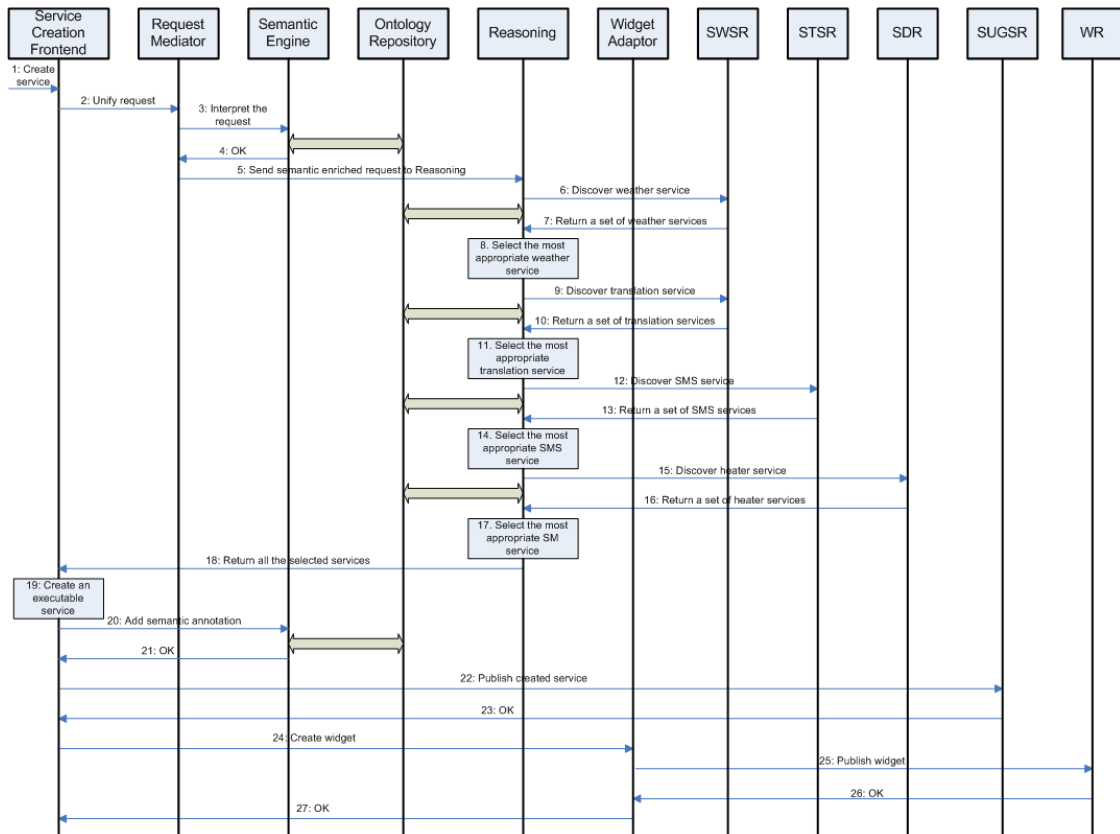 Service
Creation
Frontend
Request
Mediator
Semantic
Engine
Ontology
Repository
Reasoning
Widget
Adaptor
SWSR
STSR
SDR
SUGSR
WR
1: Create
service
2: Unify request
3: Interpret the
request
4: OK
5: Send semantic enriched request to Reasoning
6: Discover weather service
7: Return a set of weather services
8. Select the most
appropriate weather
service
9: Discover translation service
10: Return a set of translation services
11. Select the most
appropriate
translation service
12: Discover SMS service
13: Return a set of SMS services
14. Select the most
appropriate SMS
service
15: Discover heater service
16: Return a set of heater services
17. Select the most
appropriate SM
service
18: Return all the selected services
19: Create an
executable
service
20: Add semantic annotation
21: OK
22: Publish created service
23: OK
24: Create widget
25: Publish widget
26: OK
27: OK